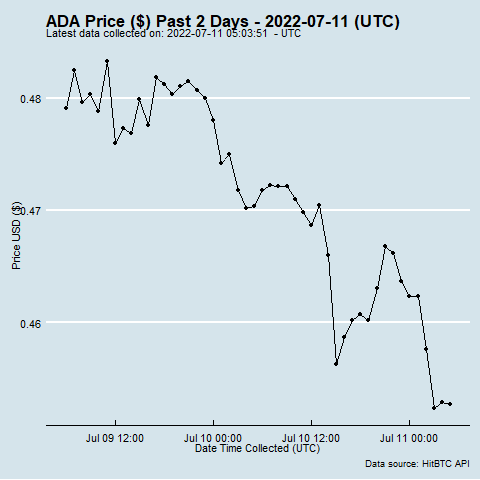 ADA Price ($) Past 2 Days - 2022-07-11 (UTC)
Latest data collected on: 2022-07-11 05:03:51 - UTC
0.48
0.47
0.46
Price USD ($)
Jul 09 12:00 Jul 10 00:00 Jul 10 12:00 Jul 11 00:00
Date Time Collected (UTC)
Data source: HitBTC API